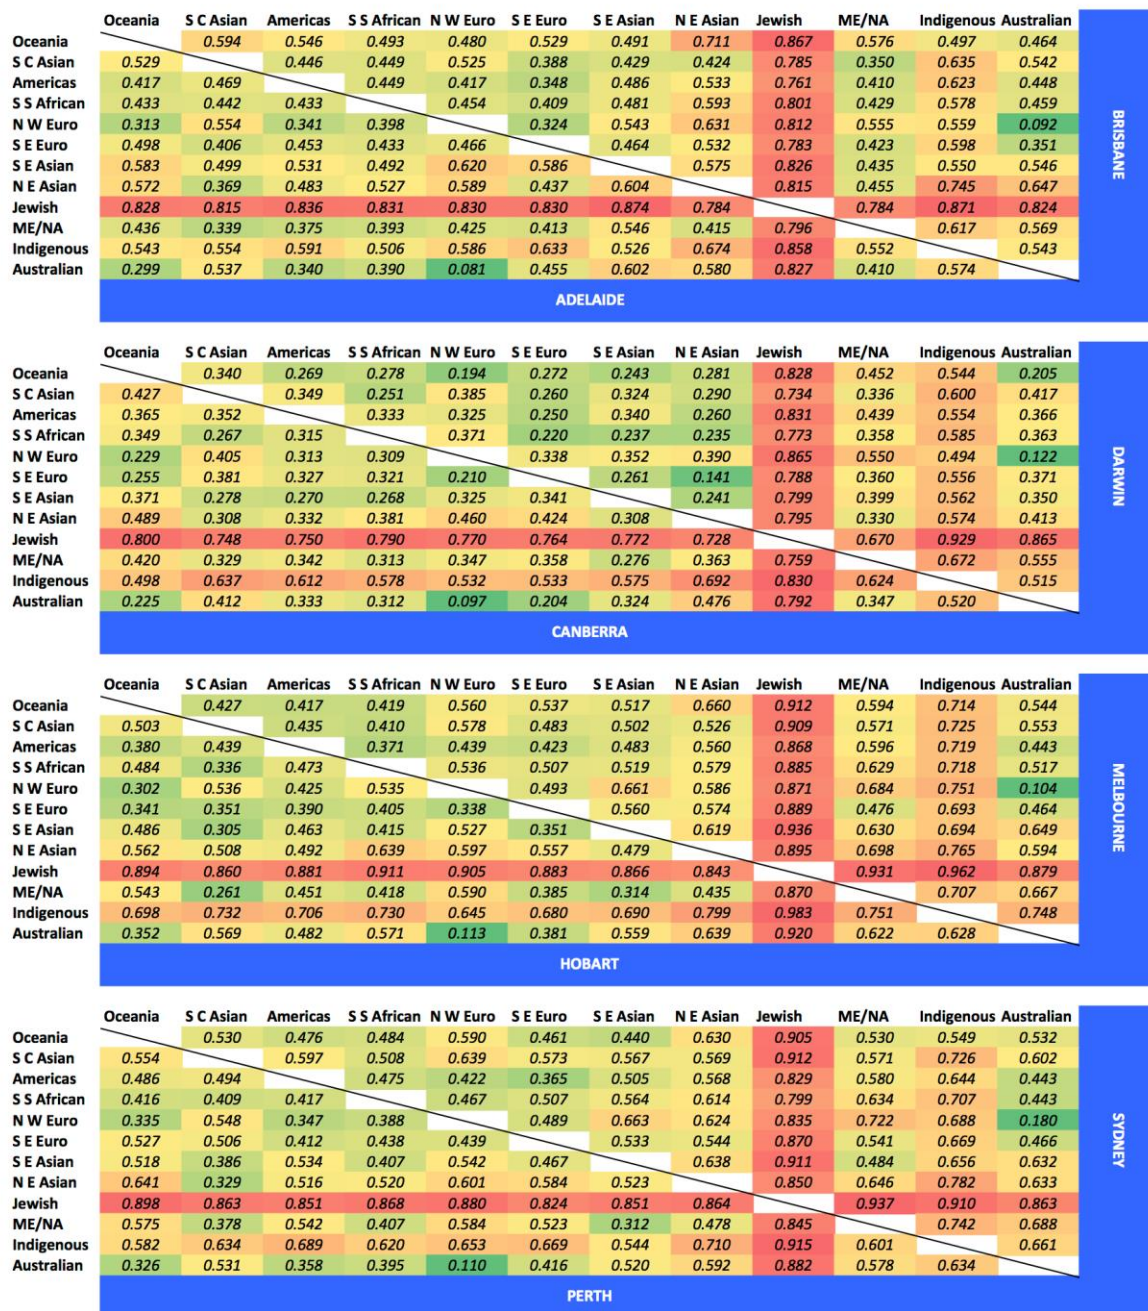 Oceania S C Asian Americas S S African N W Euro S E Euro S E Asian N E Asian Jewish ME/NA Indigenous Australian
Oceania 0.594 0.546 0.493 0.480 0.529 0.491 0.711 0.867 0.576 0.497 0.464
S C Asian 0.529 0.446 0.449 0.525 0.388 0.429 0.424 0.785 0.350 0.635 0.542
Americas 0.417 0.469 0.449 0.417 0.348 0.486 0.533 0.761 0.410 0.623 0.448
S S African 0.433 0.442 0.433 0.454 0.409 0.481 0.593 0.801 0.429 0.578 0.459
N W Euro 0.313 0.554 0.341 0.398 0.324 0.543 0.631 0.812 0.555 0.559 0.092
S E Euro 0.498 0.406 0.453 0.433 0.466 0.464 0.532 0.783 0.423 0.598 0.351
S E Asian 0.583 0.499 0.531 0.492 0.620 0.586 0.575 0.826 0.435 0.550 0.546
N E Asian 0.572 0.369 0.483 0.527 0.589 0.437 0.604 0.815 0.455 0.745 0.647
Jewish 0.828 0.815 0.836 0.831 0.830 0.830 0.874 0.784 0.784 0.871 0.824
ME/NA 0.436 0.339 0.375 0.393 0.425 0.413 0.546 0.415 0.796 0.617 0.569
Indigenous 0.543 0.554 0.591 0.506 0.586 0.633 0.526 0.674 0.858 0.552 0.543
Australian 0.299 0.537 0.340 0.390 0.081 0.455 0.602 0.580 0.827 0.410 0.574
BRISBANE
ADELAIDE
Oceania S C Asian Americas S S African N W Euro S E Euro S E Asian N E Asian Jewish ME/NA Indigenous Australian
Oceania 0.340 0.269 0.278 0.194 0.272 0.243 0.281 0.828 0.452 0.544 0.205
S C Asian 0.427 0.349 0.251 0.385 0.260 0.324 0.290 0.734 0.336 0.600 0.417
Americas 0.365 0.352 0.333 0.325 0.250 0.340 0.260 0.831 0.439 0.554 0.366
S S African 0.349 0.267 0.315 0.371 0.220 0.237 0.235 0.773 0.358 0.585 0.363
N W Euro 0.229 0.405 0.313 0.309 0.338 0.352 0.390 0.865 0.550 0.494 0.122
S E Euro 0.255 0.381 0.327 0.321 0.210 0.261 0.141 0.788 0.360 0.556 0.371
S E Asian 0.371 0.278 0.270 0.268 0.325 0.341 0.241 0.799 0.399 0.562 0.350
N E Asian 0.489 0.308 0.332 0.381 0.460 0.424 0.308 0.795 0.330 0.574 0.413
Jewish 0.800 0.748 0.750 0.790 0.770 0.764 0.772 0.728 0.670 0.929 0.865
ME/NA 0.420 0.329 0.342 0.313 0.347 0.358 0.276 0.363 0.759 0.672 0.555
Indigenous 0.498 0.637 0.612 0.578 0.532 0.533 0.575 0.692 0.830 0.624 0.515
Australian 0.225 0.412 0.333 0.312 0.097 0.204 0.324 0.476 0.792 0.347 0.520
DARWIN
CANBERRA
Oceania S C Asian Americas S S African N W Euro S E Euro S E Asian N E Asian Jewish ME/NA Indigenous Australian
Oceania 0.427 0.417 0.419 0.560 0.537 0.517 0.660 0.912 0.594 0.714 0.544
S C Asian 0.503 0.435 0.410 0.578 0.483 0.502 0.526 0.909 0.571 0.725 0.553
Americas 0.380 0.439 0.371 0.439 0.423 0.483 0.560 0.868 0.596 0.719 0.443
S S African 0.484 0.336 0.473 0.536 0.507 0.519 0.579 0.885 0.629 0.718 0.517
N W Euro 0.302 0.536 0.425 0.535 0.493 0.661 0.586 0.871 0.684 0.751 0.104
S E Euro 0.341 0.351 0.390 0.405 0.338 0.560 0.574 0.889 0.476 0.693 0.464
S E Asian 0.486 0.305 0.463 0.415 0.527 0.351 0.619 0.936 0.630 0.694 0.649
N E Asian 0.562 0.508 0.492 0.639 0.597 0.557 0.479 0.895 0.698 0.765 0.594
Jewish 0.894 0.860 0.881 0.911 0.905 0.883 0.866 0.843 0.931 0.962 0.879
ME/NA 0.543 0.261 0.451 0.418 0.590 0.385 0.314 0.435 0.870 0.707 0.667
Indigenous 0.698 0.732 0.706 0.730 0.645 0.680 0.690 0.799 0.983 0.751 0.748
Australian 0.352 0.569 0.482 0.571 0.113 0.381 0.559 0.639 0.920 0.622 0.628
MELBOURNE
HOBART
Oceania S C Asian Americas S S African N W Euro S E Euro S E Asian N E Asian Jewish ME/NA Indigenous Australian
Oceania 0.530 0.476 0.484 0.590 0.461 0.440 0.630 0.905 0.530 0.549 0.532
S C Asian 0.554 0.597 0.508 0.639 0.573 0.567 0.569 0.912 0.571 0.726 0.602
Americas 0.486 0.494 0.475 0.422 0.365 0.505 0.568 0.829 0.580 0.644 0.443
S S African 0.416 0.409 0.417 0.467 0.507 0.564 0.614 0.799 0.634 0.707 0.443
N W Euro 0.335 0.548 0.347 0.388 0.489 0.663 0.624 0.835 0.722 0.688 0.180
S E Euro 0.527 0.506 0.412 0.438 0.439 0.533 0.544 0.870 0.541 0.669 0.466
S E Asian 0.518 0.386 0.534 0.407 0.542 0.467 0.638 0.911 0.484 0.656 0.632
N E Asian 0.641 0.329 0.516 0.520 0.601 0.584 0.523 0.850 0.646 0.782 0.633
Jewish 0.898 0.863 0.851 0.868 0.880 0.824 0.851 0.864 0.937 0.910 0.863
ME/NA 0.575 0.378 0.542 0.407 0.584 0.523 0.312 0.478 0.845 0.742 0.688
Indigenous 0.582 0.634 0.689 0.620 0.653 0.669 0.544 0.710 0.915 0.601 0.661
Australian 0.326 0.531 0.358 0.395 0.110 0.416 0.520 0.592 0.882 0.578 0.634
SYDNEY
PERTH